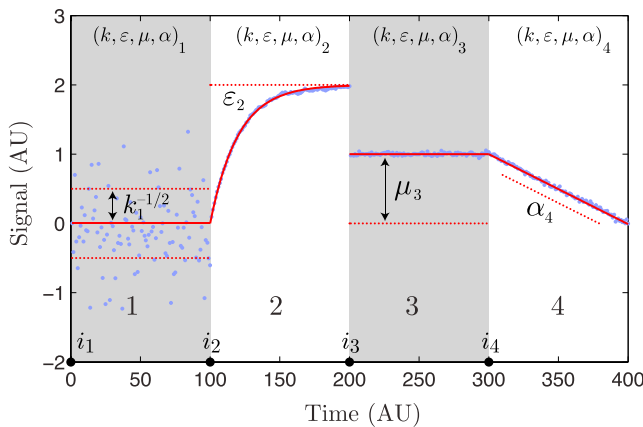 (k, ε, μ, α)₁ (k, ε, μ, α)₂ (k, ε, μ, α)₃ (k, ε, μ, α)₄
3
2
1
0
−1
−2
Signal (AU)
k₁^{−1/2}
ε₂
μ₃
α₄
1 2 3 4
i₁ i₂ i₃ i₄
0 50 100 150 200 250 300 350 400
Time (AU)